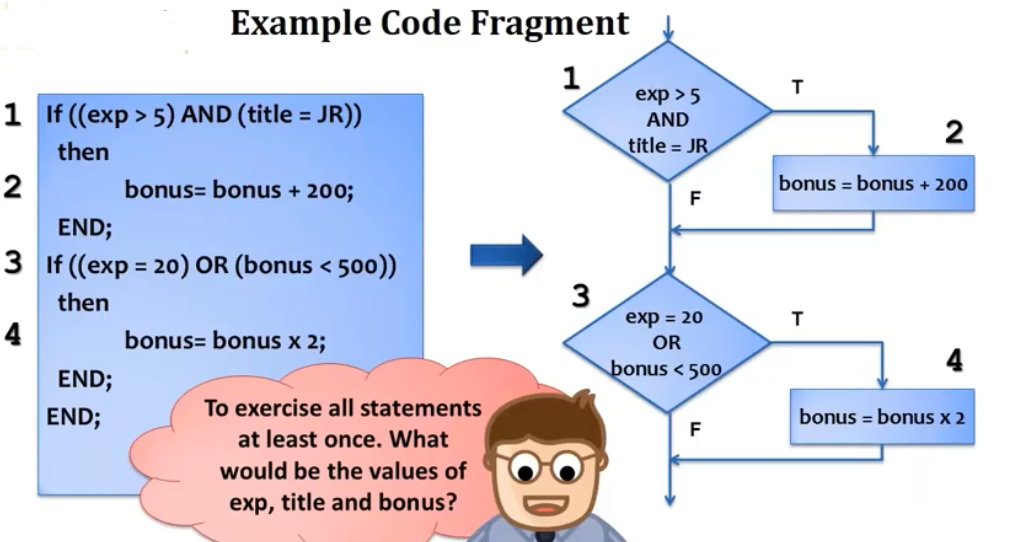 Example Code Fragment
1 If ((exp > 5) AND (title = JR))
then
2 bonus= bonus + 200;
END;
3 If ((exp = 20) OR (bonus < 500))
then
4 bonus= bonus x 2;
END;
END;
To exercise all statements
at least once. What
would be the values of
exp, title and bonus?
1
exp > 5
AND
title = JR
T
2
bonus = bonus + 200
F
3
exp = 20
OR
bonus < 500
T
4
bonus = bonus x 2
F